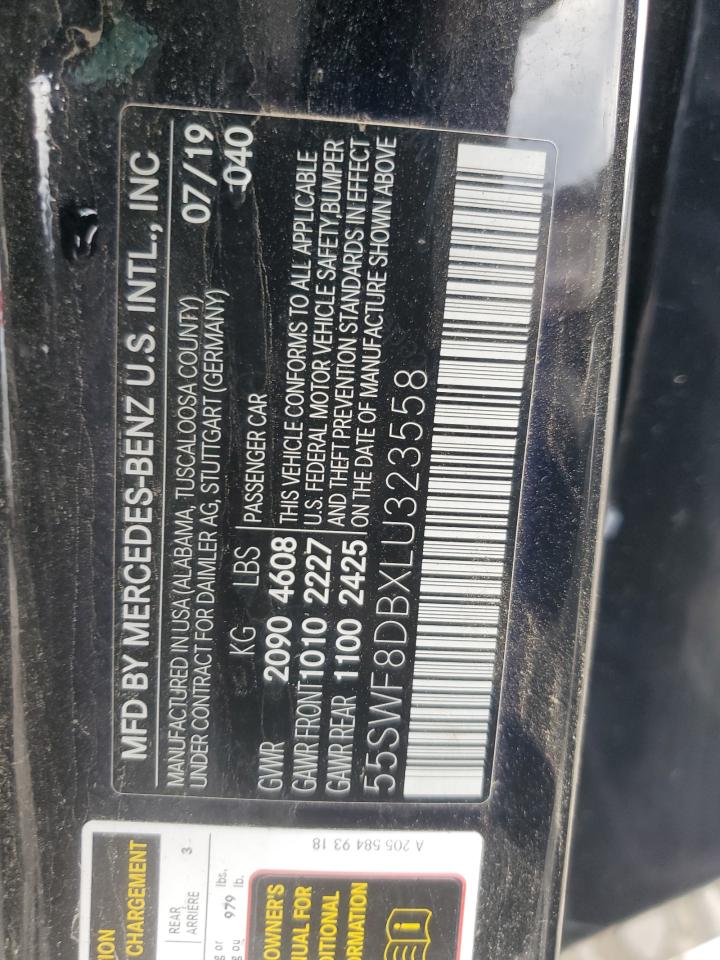 MFD BY MERCEDES-BENZ U.S. INTL., INC
MANUFACTURED IN USA (ALABAMA, TUSCALOOSA COUNTY) 07/19
UNDER CONTRACT FOR DAIMLER AG, STUTTGART (GERMANY) 040
KG LBS PASSENGER CAR
GVWR 2090 4608 THIS VEHICLE CONFORMS TO ALL APPLICABLE
GAWR FRONT 1010 2227 U.S. FEDERAL MOTOR VEHICLE SAFETY, BUMPER
GAWR REAR 1100 2425 AND THEFT PREVENTION STANDARDS IN EFFECT
ON THE DATE OF MANUFACTURE SHOWN ABOVE
55SWF8DBXLU323558
CHARGEMENT
REAR 3
ARRIÈRE
lbs.
ou 979 lb.
OWNER'S
FOR
A 205 584 93 18